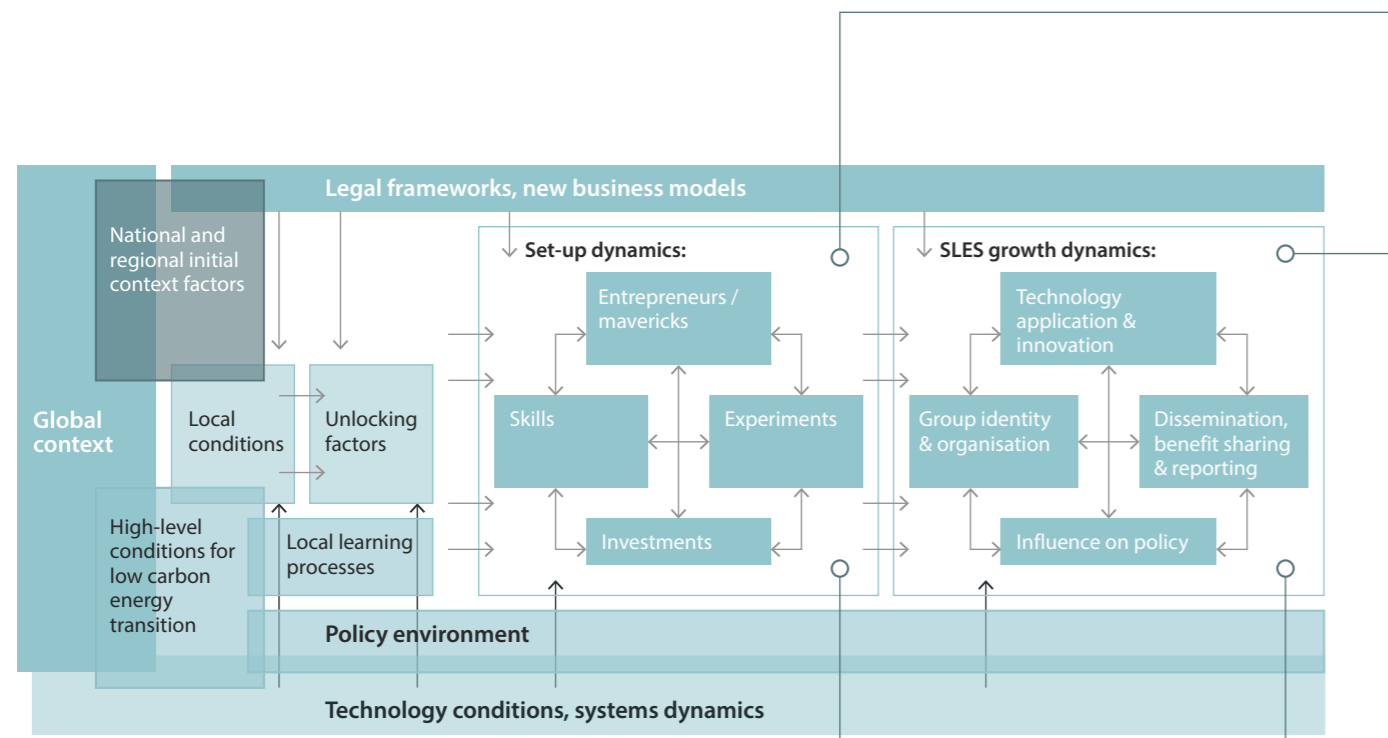 Legal frameworks, new business models
National and
regional initial
context factors
Global
context
Local
conditions
Unlocking
factors
High-level
conditions for
low carbon
energy
transition
Local learning
processes
Set-up dynamics:
Entrepreneurs /
mavericks
Skills
Experiments
Investments
SLES growth dynamics:
Technology
application &
innovation
Group identity
& organisation
Dissemination,
benefit sharing
& reporting
Influence on policy
Policy environment
Technology conditions, systems dynamics